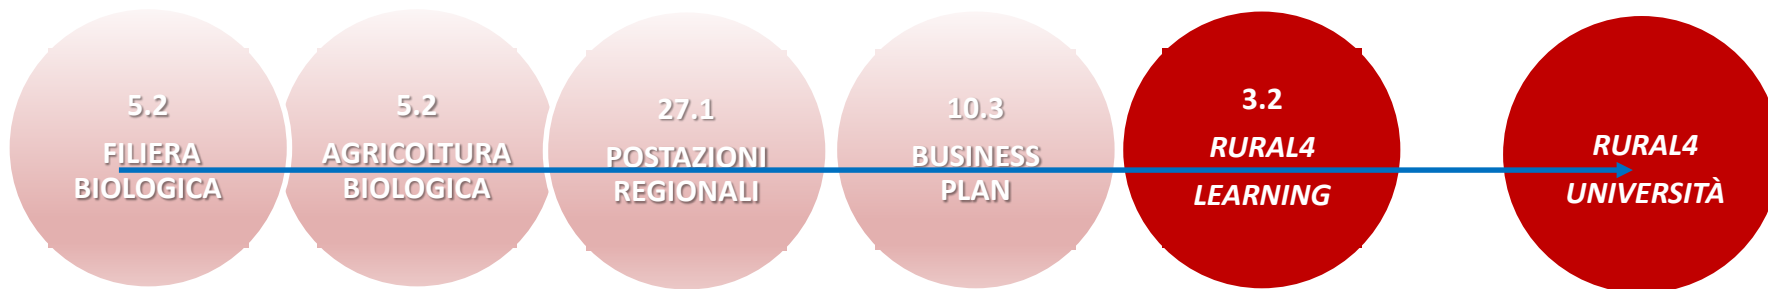 5.2
FILIERA
BIOLOGICA
5.2
AGRICOLTURA
BIOLOGICA
27.1
POSTAZIONI
REGIONALI
10.3
BUSINESS
PLAN
3.2
RURAL4
LEARNING
RURAL4
UNIVERSITÀ